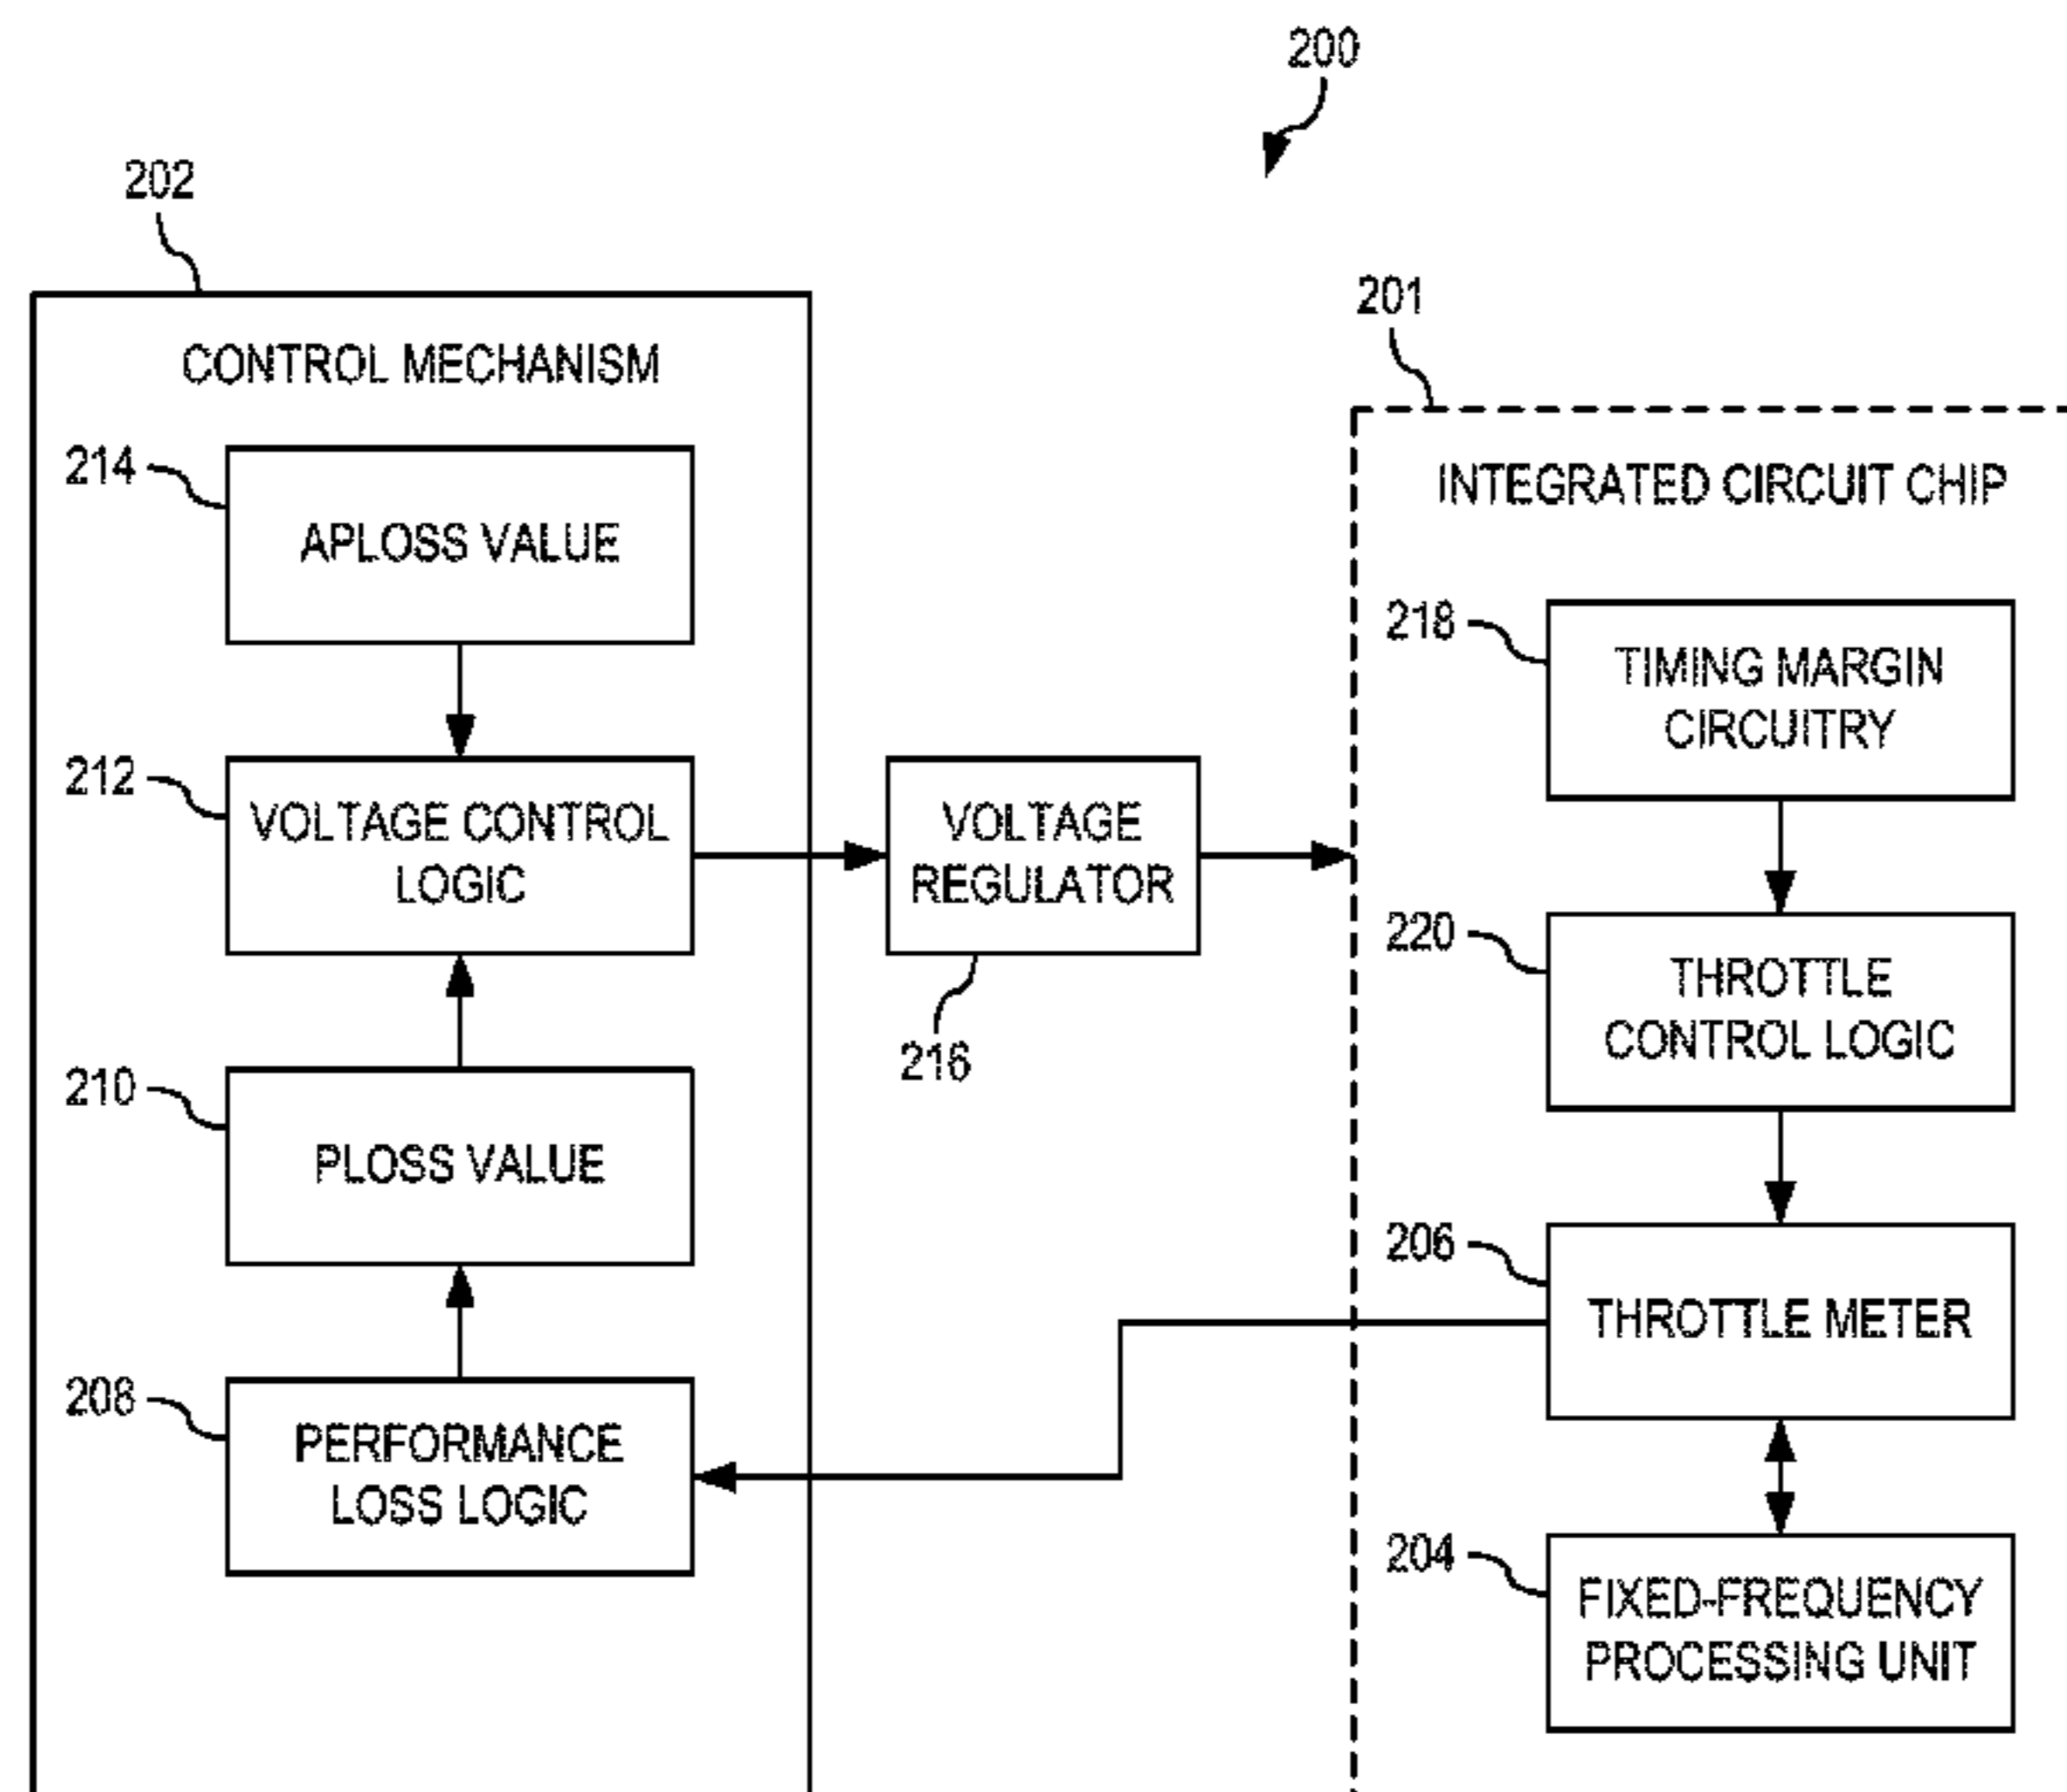 200
202
CONTROL MECHANISM
214
APLOSS VALUE
212
VOLTAGE CONTROL
LOGIC
210
PLOSS VALUE
208
PERFORMANCE
LOSS LOGIC
VOLTAGE
REGULATOR
216
201
INTEGRATED CIRCUIT CHIP
218
TIMING MARGIN
CIRCUITRY
220
THROTTLE
CONTROL LOGIC
206
THROTTLE METER
204
FIXED-FREQUENCY
PROCESSING UNIT